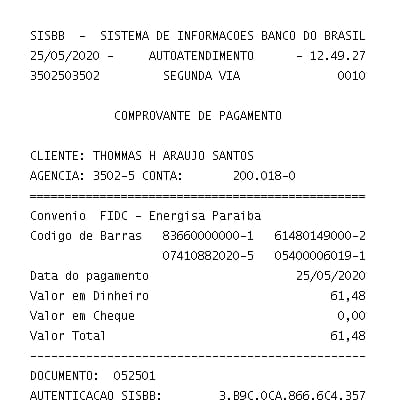 SISBB - SISTEMA DE INFORMACOES BANCO DO BRASIL
25/05/2020 - AUTOATENDIMENTO - 12.49.27
3502503502 SEGUNDA VIA 0010
COMPROVANTE DE PAGAMENTO
CLIENTE: THOMMAS H ARAUJO SANTOS
AGENCIA: 3502-5 CONTA: 200.018-0
================================================
Convenio FIDC - Energisa Paraiba
Codigo de Barras 83660000000-1 61480149000-2
07410882020-5 05400006019-1
Data do pagamento 25/05/2020
Valor em Dinheiro 61,48
Valor em Cheque 0,00
Valor Total 61,48
------------------------------------------------
DOCUMENTO: 052501
AUTENTICACAO SISBB: 3.B9C.0CA.866.6C4.357